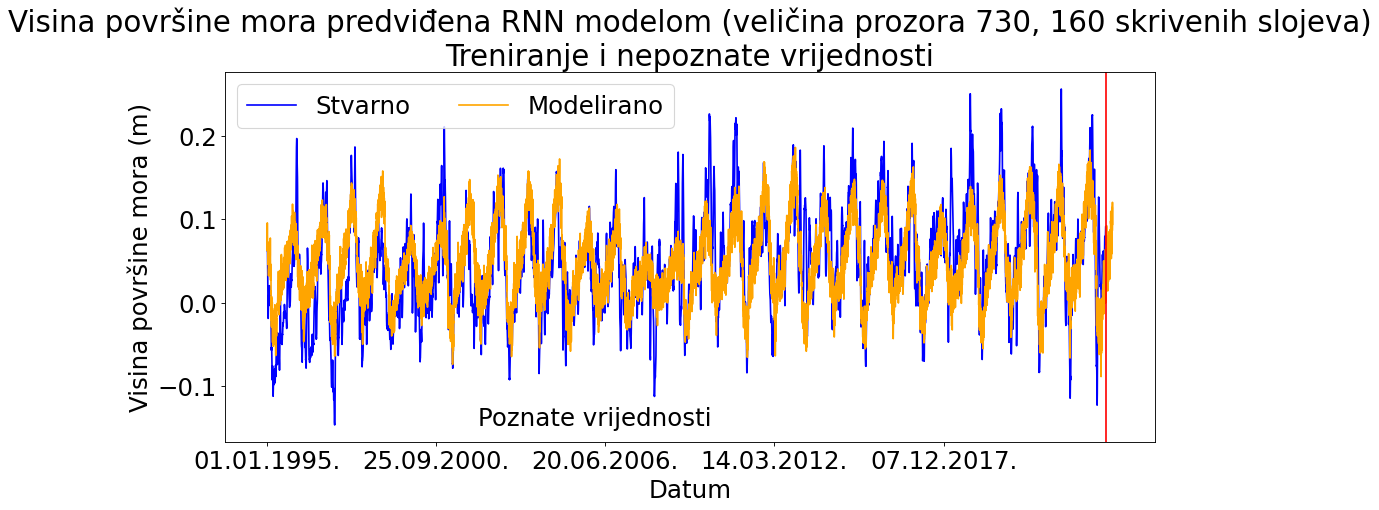 Visina površine mora predviđena RNN modelom (veličina prozora 730, 160 skrivenih slojeva)
Treniranje i nepoznate vrijednosti
Stvarno Modelirano
Visina površine mora (m)
0.2
0.1
0.0
−0.1
Poznate vrijednosti
01.01.1995. 25.09.2000. 20.06.2006. 14.03.2012. 07.12.2017.
Datum